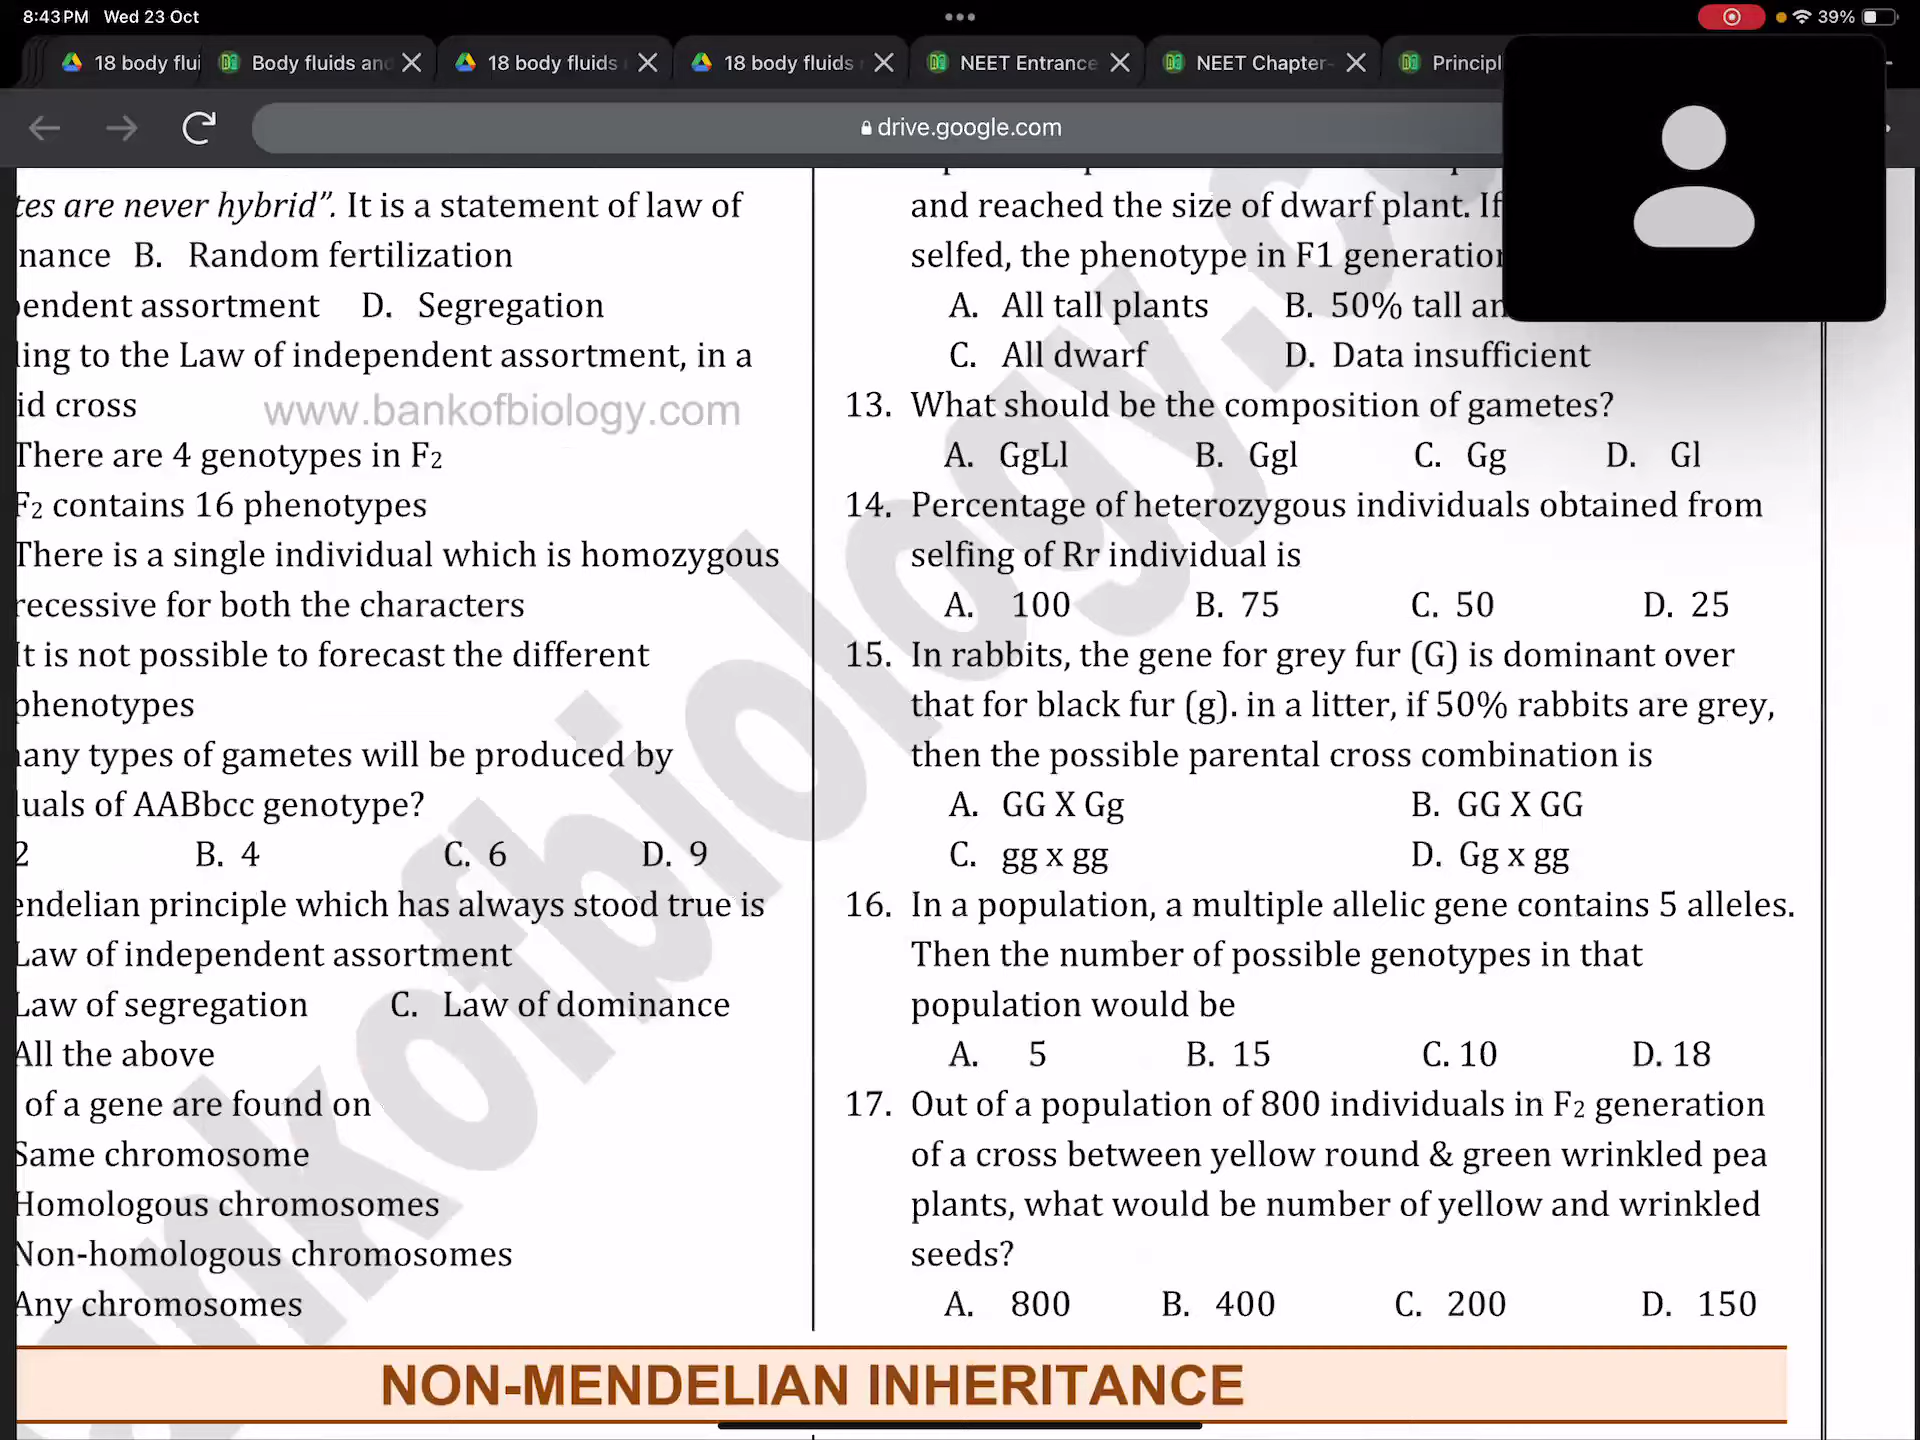 8:43 PM Wed 23 Oct
39%
18 body flui
Body fluids and
18 body fluids
18 body fluids
NEET Entrance
NEET Chapter-
Principl
drive.google.com
tes are never hybrid”. It is a statement of law of
nance B. Random fertilization
endent assortment D. Segregation
ling to the Law of independent assortment, in a
id cross
www.bankofbiology.com
There are 4 genotypes in F2
F2 contains 16 phenotypes
There is a single individual which is homozygous
recessive for both the characters
It is not possible to forecast the different
phenotypes
any types of gametes will be produced by
uals of AABbcc genotype?
2 B. 4 C. 6 D. 9
endelian principle which has always stood true is
Law of independent assortment
Law of segregation C. Law of dominance
All the above
of a gene are found on
Same chromosome
Homologous chromosomes
Non-homologous chromosomes
Any chromosomes
and reached the size of dwarf plant. If
selfed, the phenotype in F1 generation
A. All tall plants B. 50% tall an
C. All dwarf D. Data insufficient
13. What should be the composition of gametes?
A. GgLl B. Ggl C. Gg D. Gl
14. Percentage of heterozygous individuals obtained from
selfing of Rr individual is
A. 100 B. 75 C. 50 D. 25
15. In rabbits, the gene for grey fur (G) is dominant over
that for black fur (g). in a litter, if 50% rabbits are grey,
then the possible parental cross combination is
A. GG X Gg B. GG X GG
C. gg x gg D. Gg x gg
16. In a population, a multiple allelic gene contains 5 alleles.
Then the number of possible genotypes in that
population would be
A. 5 B. 15 C. 10 D. 18
17. Out of a population of 800 individuals in F2 generation
of a cross between yellow round & green wrinkled pea
plants, what would be number of yellow and wrinkled
seeds?
A. 800 B. 400 C. 200 D. 150
NON-MENDELIAN INHERITANCE